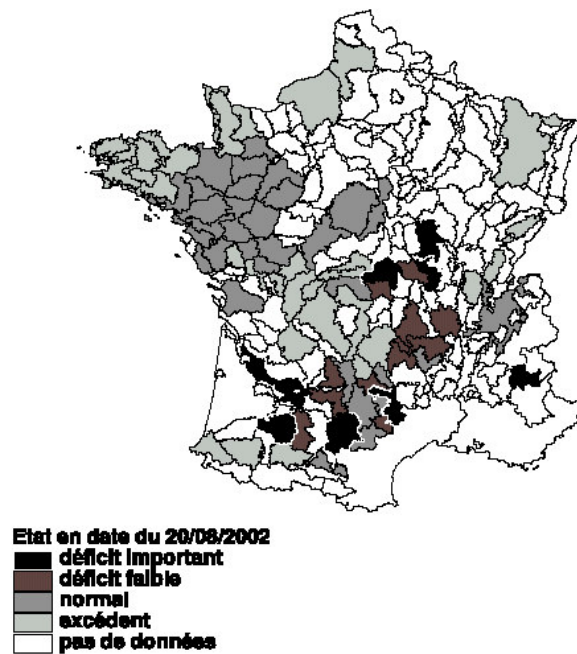 Etat en date du 20/08/2002
déficit important
déficit faible
normal
excédent
pas de données